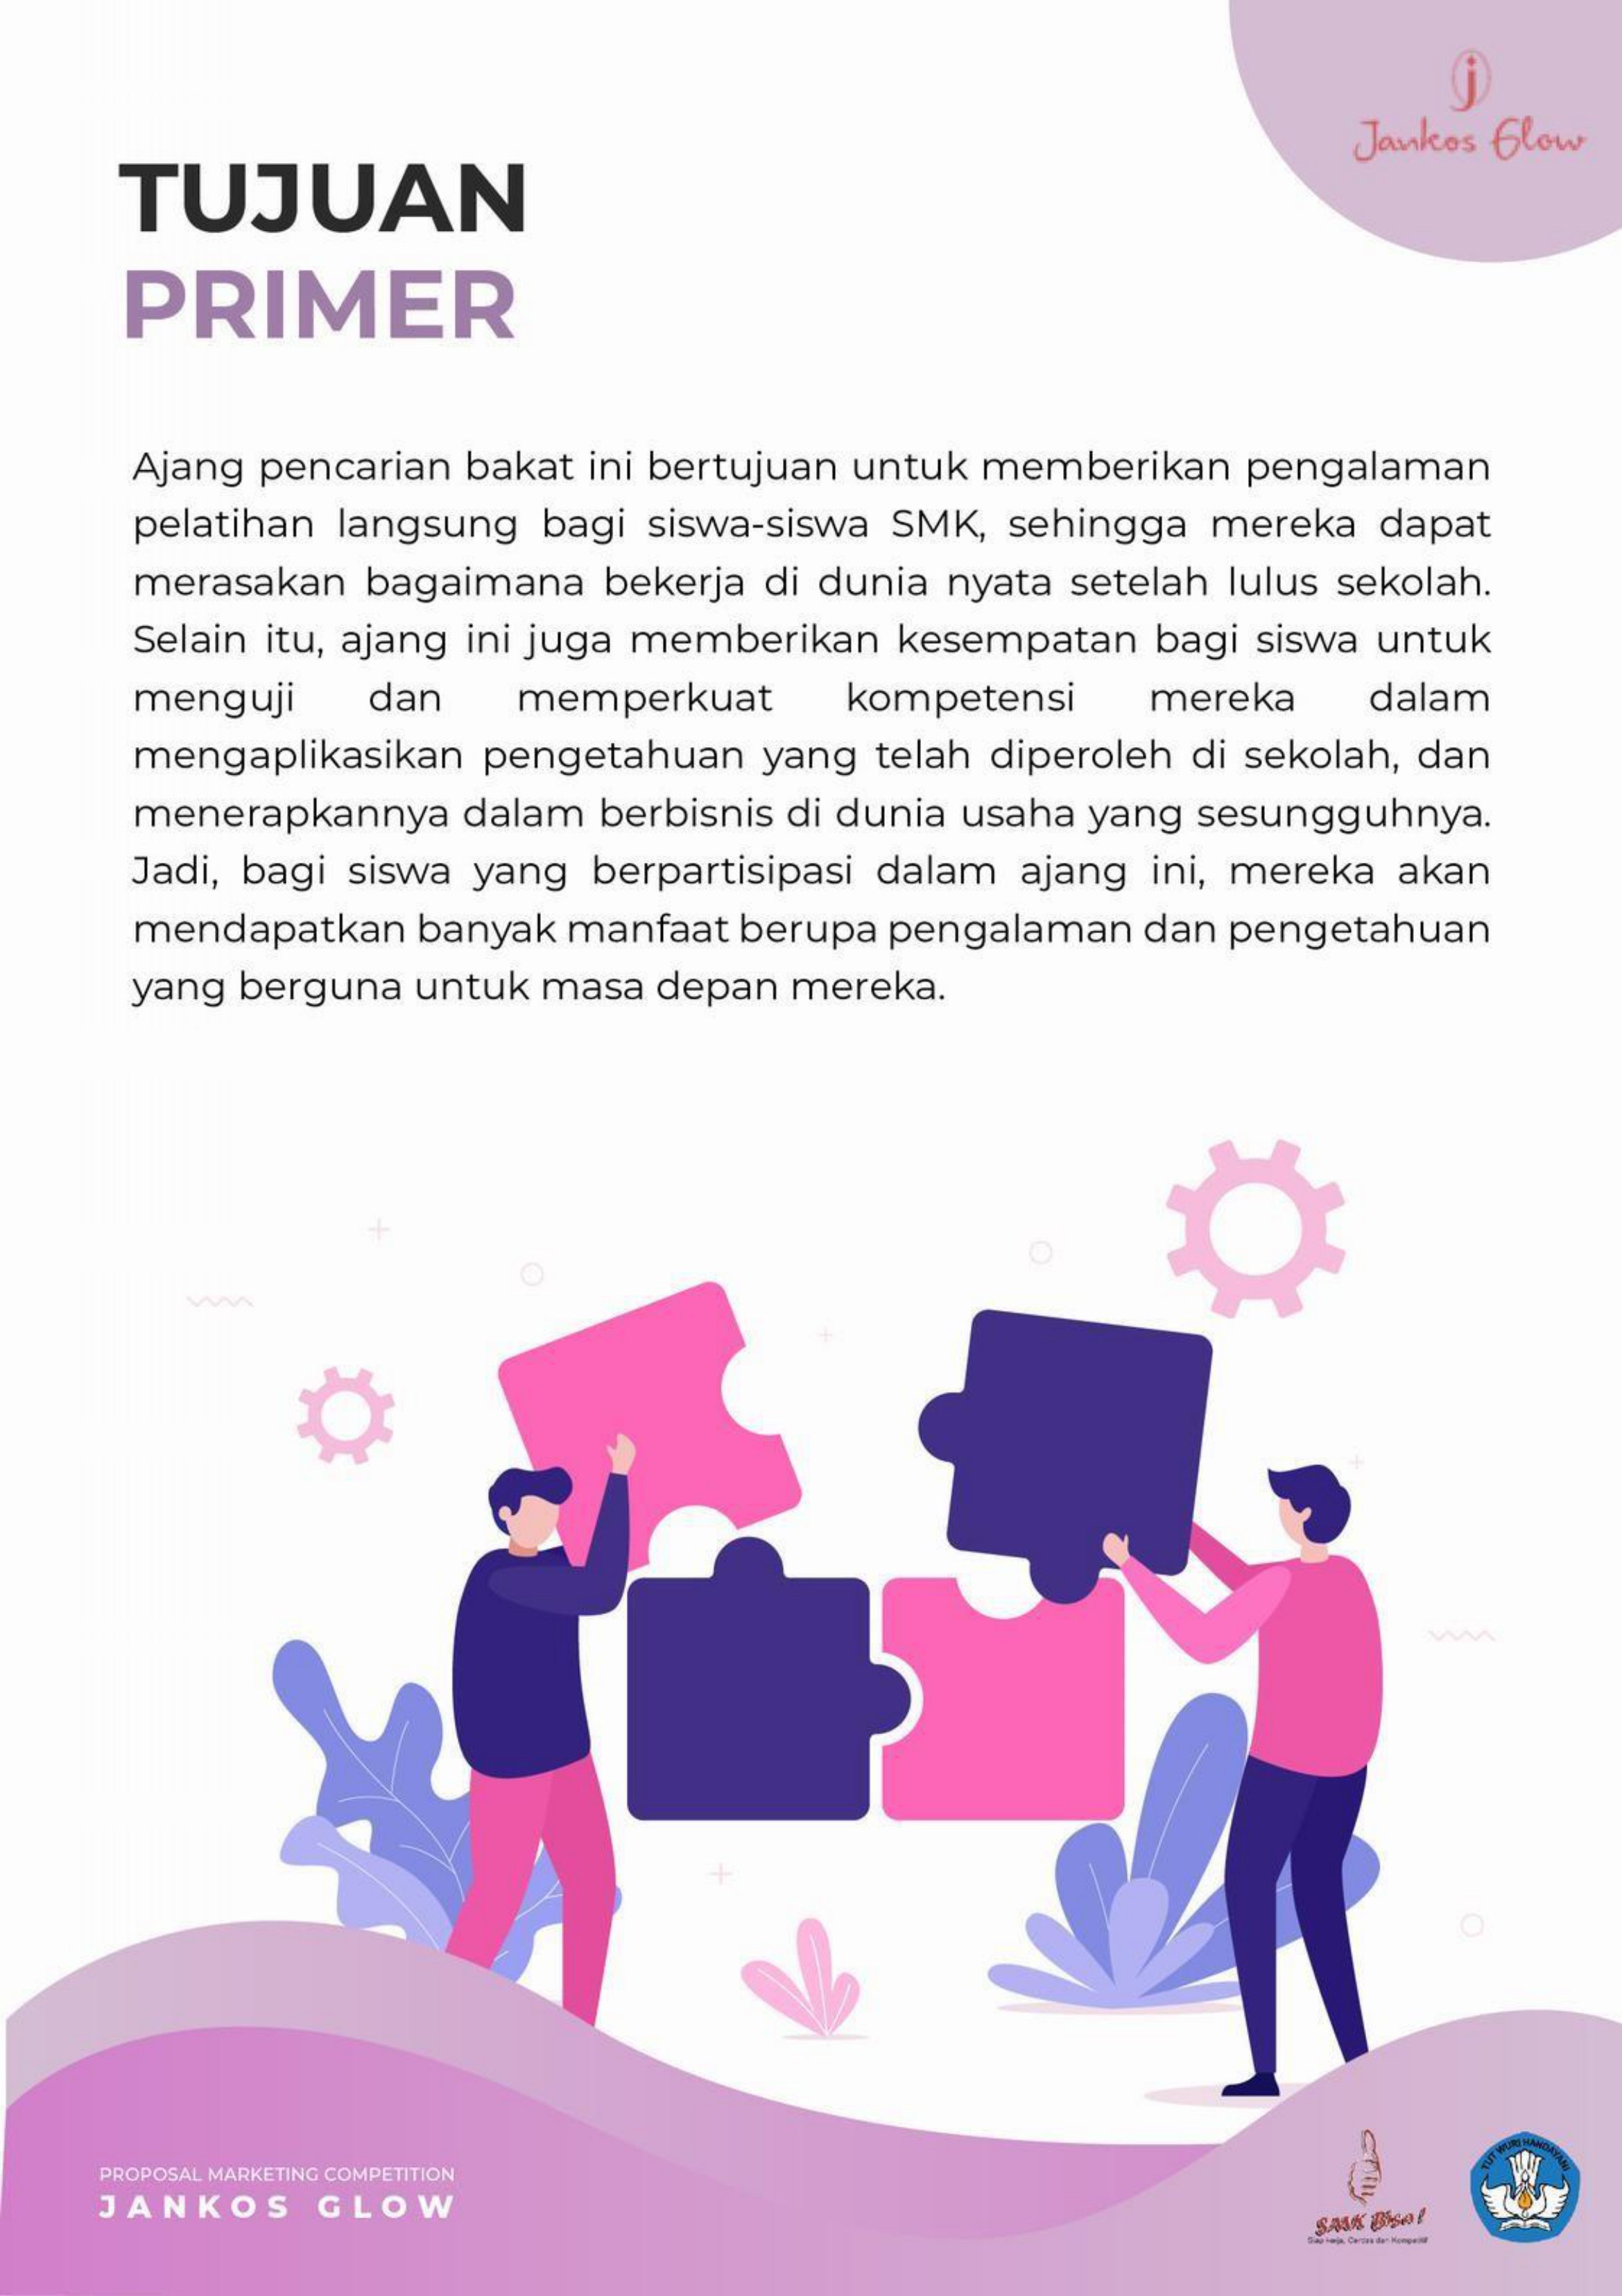 Jankos Glow
TUJUAN
PRIMER
Ajang pencarian bakat ini bertujuan untuk memberikan pengalaman
pelatihan langsung bagi siswa-siswa SMK, sehingga mereka dapat
merasakan bagaimana bekerja di dunia nyata setelah lulus sekolah.
Selain itu, ajang ini juga memberikan kesempatan bagi siswa untuk
menguji dan memperkuat kompetensi mereka dalam
mengaplikasikan pengetahuan yang telah diperoleh di sekolah, dan
menerapkannya dalam berbisnis di dunia usaha yang sesungguhnya.
Jadi, bagi siswa yang berpartisipasi dalam ajang ini, mereka akan
mendapatkan banyak manfaat berupa pengalaman dan pengetahuan
yang berguna untuk masa depan mereka.
PROPOSAL MARKETING COMPETITION
JANKOS GLOW
SMK Bisa!
Siap Kerja, Cerdas dan Kompetitif
TUT WURI HANDAYANI